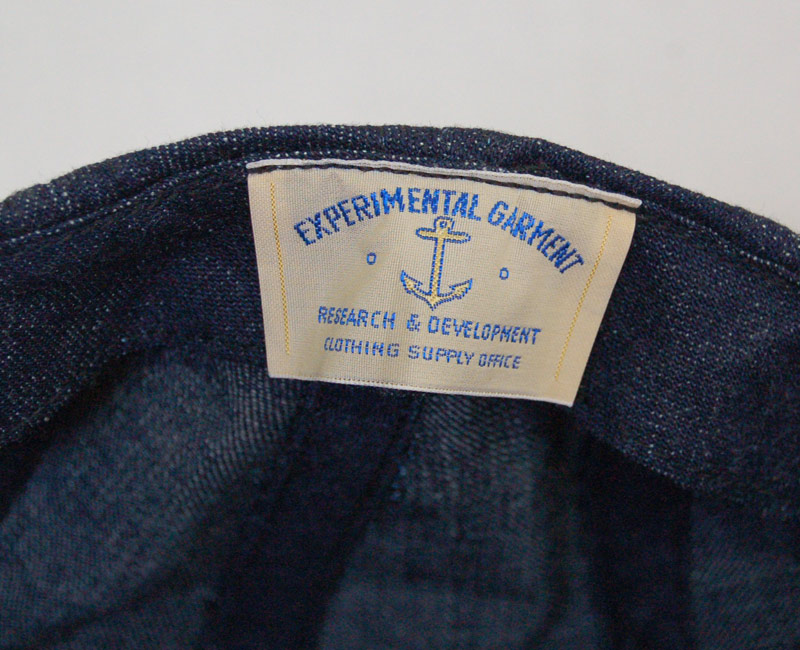 EXPERIMENTAL GARMENT
RESEARCH & DEVELOPMENT
CLOTHING SUPPLY OFFICE